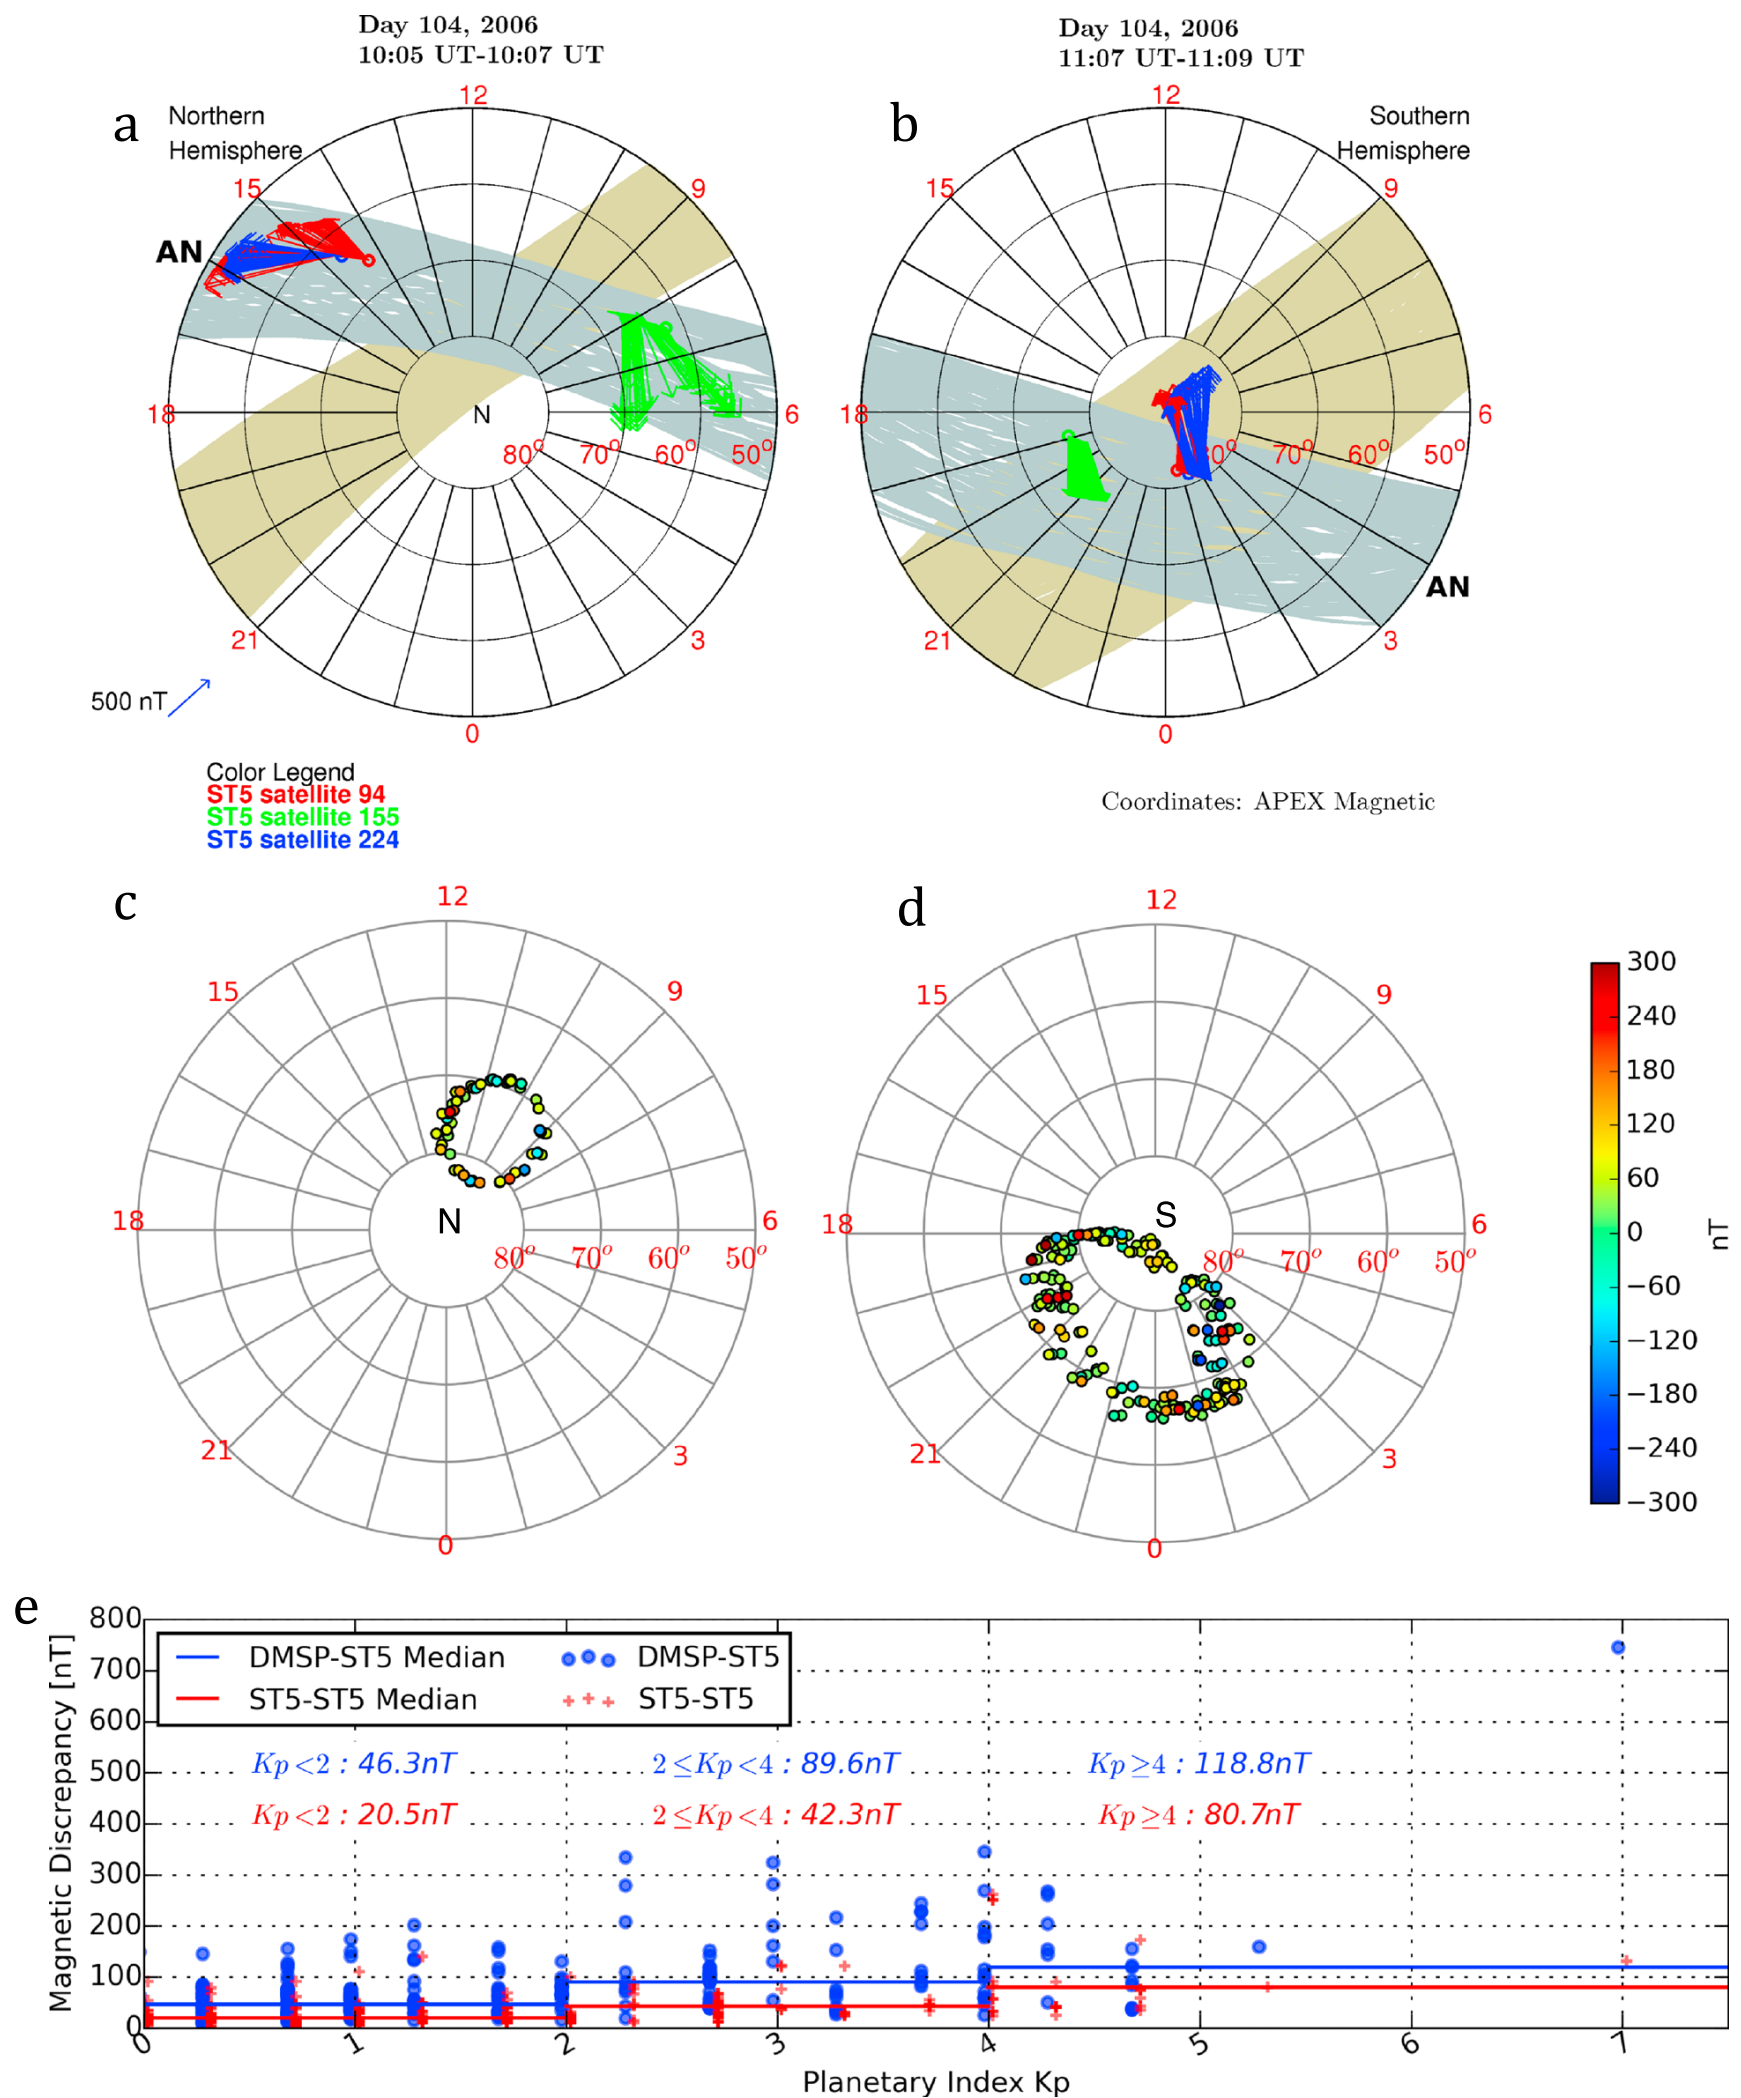 Day 104, 2006
10:05 UT-10:07 UT
Day 104, 2006
11:07 UT-11:09 UT
a
Northern
Hemisphere
12
15
9
AN
18
N
6
80°
70°
60°
50°
21
3
0
500 nT
b
Southern
Hemisphere
12
15
9
18
6
80°
70°
60°
50°
AN
21
3
0
Color Legend
ST5 satellite 94
ST5 satellite 155
ST5 satellite 224
Coordinates: APEX Magnetic
c
12
15
9
18
N
6
80°
70°
60°
50°
21
3
0
d
12
15
9
18
S
6
80°
70°
60°
50°
21
3
0
300
240
180
120
60
0
−60
−120
−180
−240
−300
nT
e
Magnetic Discrepancy [nT]
800
700
600
500
400
300
200
100
0
DMSP-ST5 Median
DMSP-ST5
ST5-ST5 Median
ST5-ST5
Kp<2 : 46.3nT
2≤Kp<4 : 89.6nT
Kp≥4 : 118.8nT
Kp<2 : 20.5nT
2≤Kp<4 : 42.3nT
Kp≥4 : 80.7nT
0 1 2 3 4 5 6 7
Planetary Index Kp